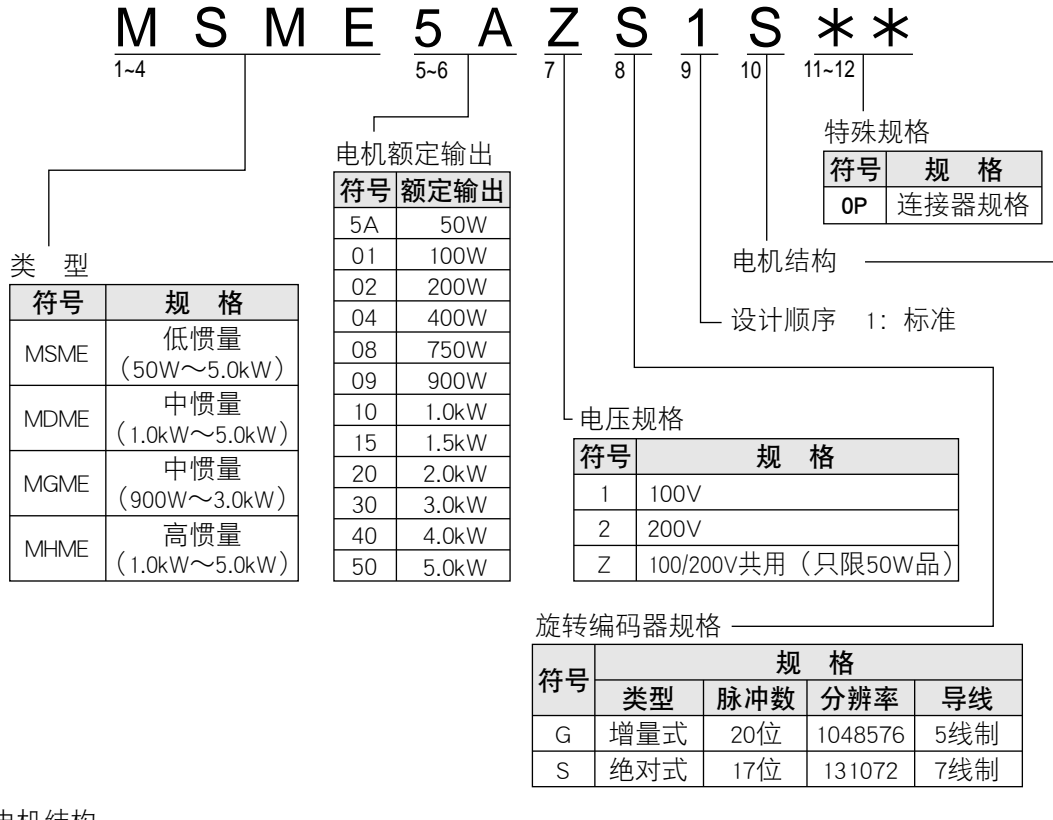 M S M E 5 A Z S 1 S ＊＊
1~4 5~6 7 8 9 10 11~12
特殊规格
符号 规 格
0P 连接器规格
电机结构
设计顺序 1：标准
电机额定输出
符号 额定输出
5A 50W
01 100W
02 200W
04 400W
08 750W
09 900W
10 1.0kW
15 1.5kW
20 2.0kW
30 3.0kW
40 4.0kW
50 5.0kW
类 型
符号 规 格
MSME 低惯量
（50W～5.0kW）
MDME 中惯量
（1.0kW～5.0kW）
MGME 中惯量
（900W～3.0kW）
MHME 高惯量
（1.0kW～5.0kW）
电压规格
符号 规 格
1 100V
2 200V
Z 100/200V共用（只限50W品）
旋转编码器规格
符号 规 格
类型 脉冲数 分辨率 导线
G 增量式 20位 1048576 5线制
S 绝对式 17位 131072 7线制